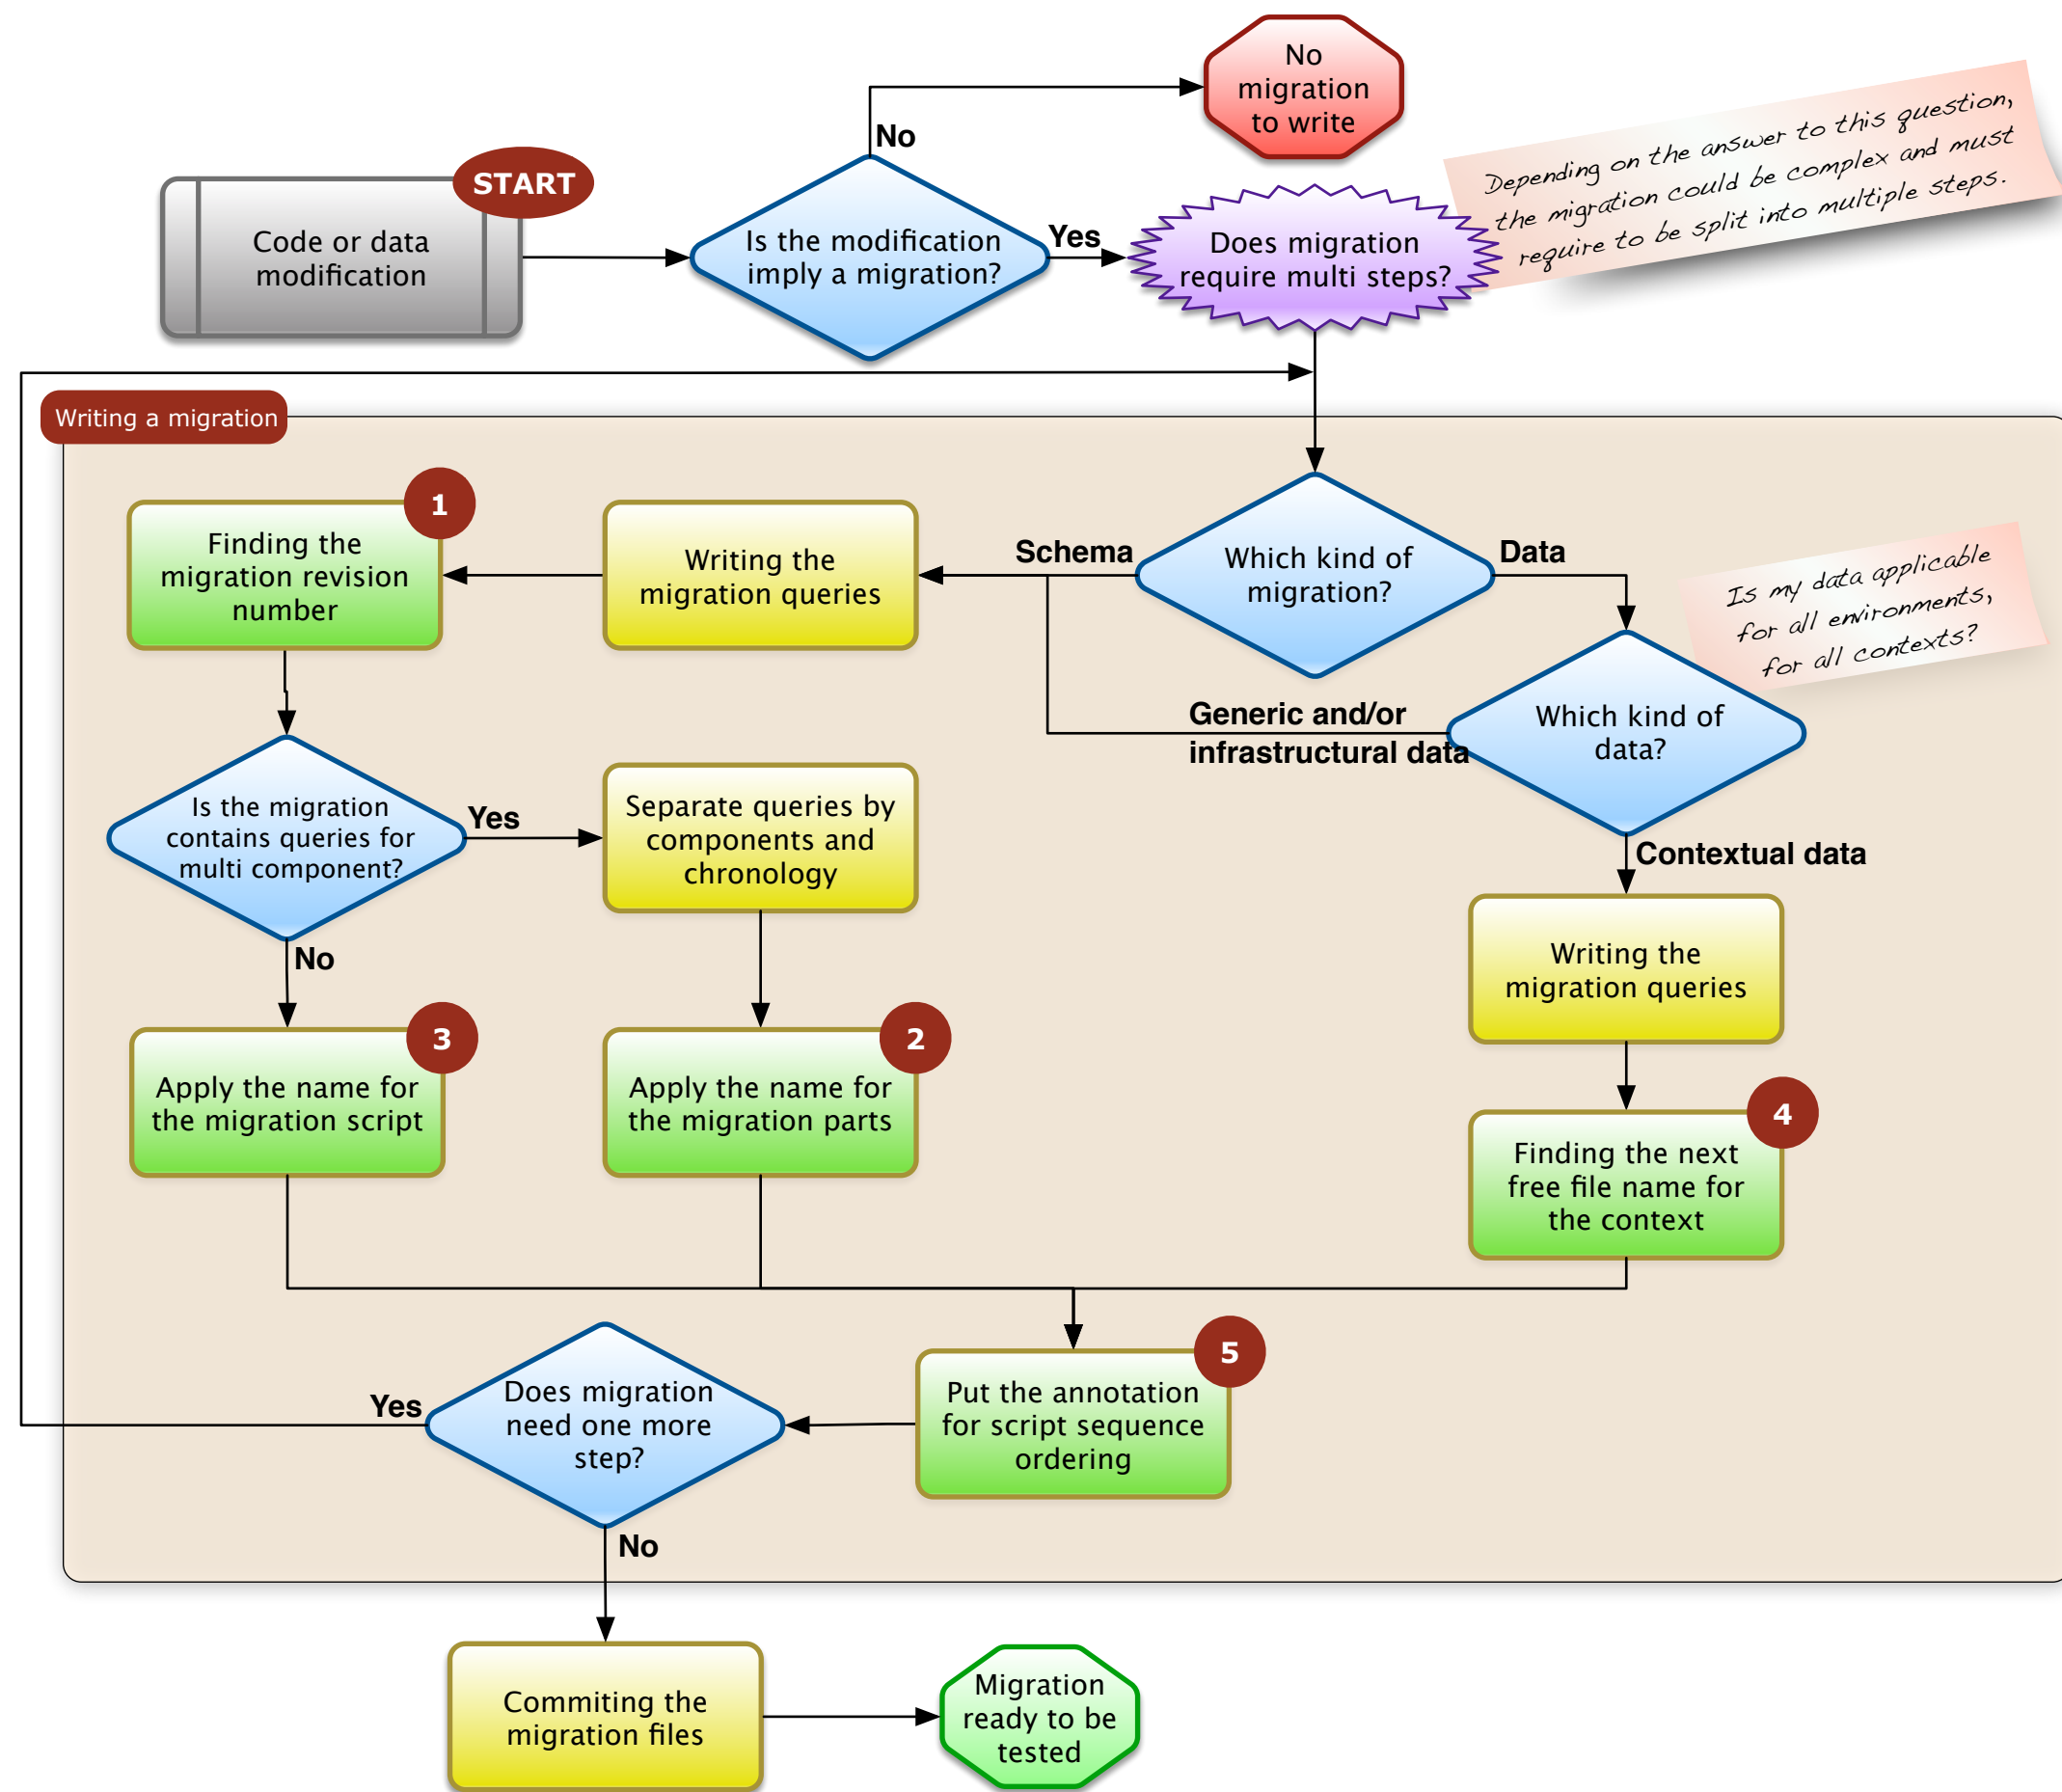 No
migration
to write
No
START
Code or data
modification
Is the modification
imply a migration?
Yes
Does migration
require multi steps?
Depending on the answer to this question,
the migration could be complex and must
require to be split into multiple steps.
Writing a migration
1
Finding the
migration revision
number
Writing the
migration queries
Schema
Which kind of
migration?
Data
Is my data applicable
for all environments,
for all contexts?
Generic and/or
infrastructural data
Which kind of
data?
Is the migration
contains queries for
multi component?
Yes
Separate queries by
components and
chronology
Contextual data
No
Writing the
migration queries
3
Apply the name for
the migration script
2
Apply the name for
the migration parts
4
Finding the next
free file name for
the context
5
Put the annotation
for script sequence
ordering
Does migration
need one more
step?
Yes
No
Commiting the
migration files
Migration
ready to be
tested